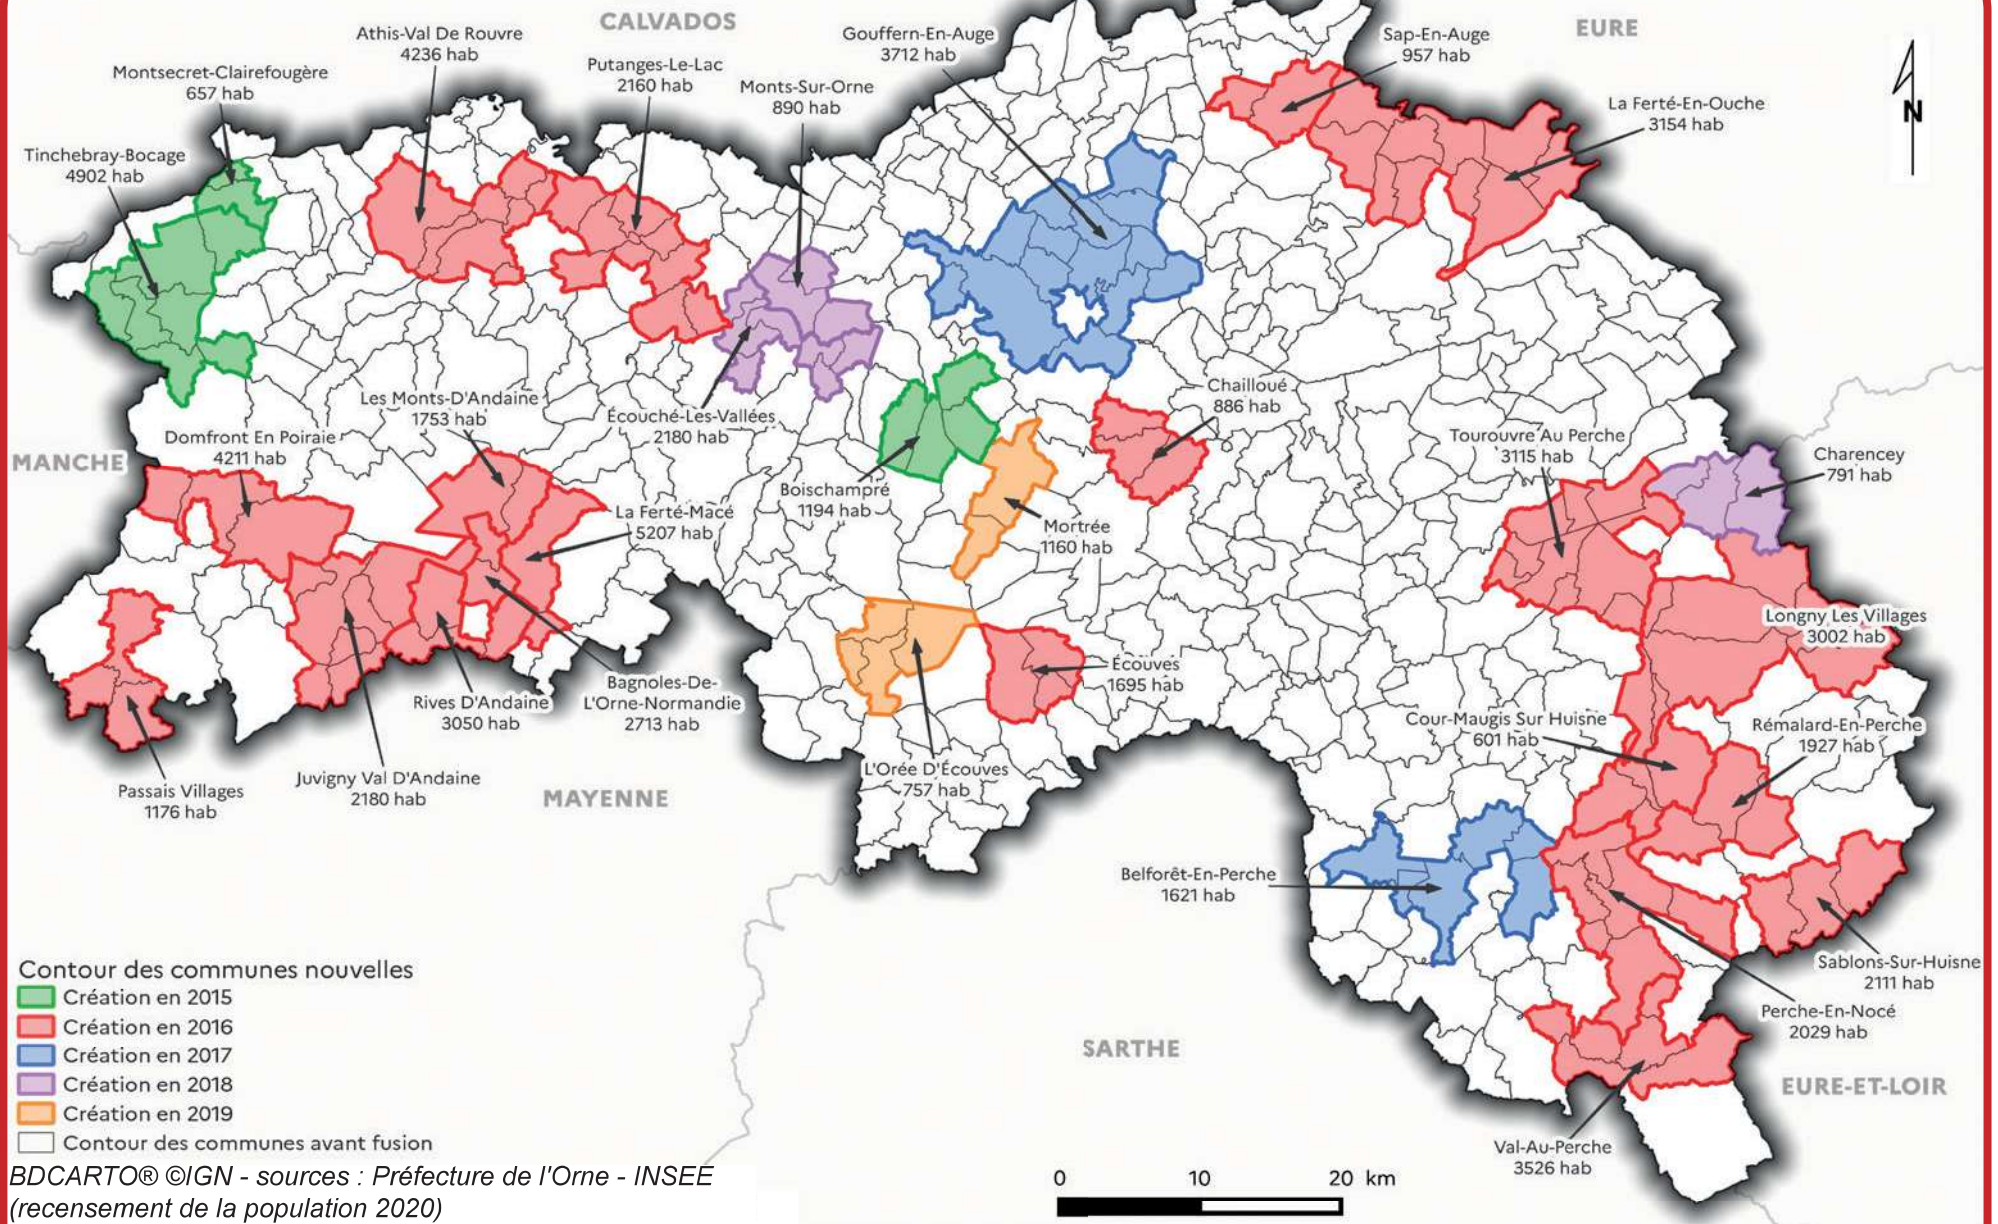 CALVADOS
EURE
Athis-Val De Rouvre
4236 hab
Gouffern-En-Auge
3712 hab
Sap-En-Auge
957 hab
Montsecret-Clairefougère
657 hab
Putanges-Le-Lac
2160 hab
Monts-Sur-Orne
890 hab
La Ferté-En-Ouche
3154 hab
N
Tinchebray-Bocage
4902 hab
Les Monts-D'Andaine
1753 hab
Écouché-Les-Vallées
2180 hab
Chailloué
886 hab
Domfront En Poiraie
4211 hab
Tourouvre Au Perche
3115 hab
MANCHE
Charencey
791 hab
Boischampré
1194 hab
La Ferté-Macé
5207 hab
Mortrée
1160 hab
Longny Les Villages
3002 hab
Écouves
1695 hab
Rives D'Andaine
3050 hab
Bagnoles-De-
L'Orne-Normandie
2713 hab
Cour-Maugis Sur Huisne
601 hab
Rémalard-En-Perche
1927 hab
Passais Villages
1176 hab
Juvigny Val D'Andaine
2180 hab
MAYENNE
L'Orée D'Écouves
757 hab
Belforêt-En-Perche
1621 hab
Sablons-Sur-Huisne
2111 hab
Perche-En-Nocé
2029 hab
SARTHE
EURE-ET-LOIR
Val-Au-Perche
3526 hab
Contour des communes nouvelles
Création en 2015
Création en 2016
Création en 2017
Création en 2018
Création en 2019
Contour des communes avant fusion
BDCARTO® ©IGN - sources : Préfecture de l'Orne - INSEE
(recensement de la population 2020)
0 10 20 km